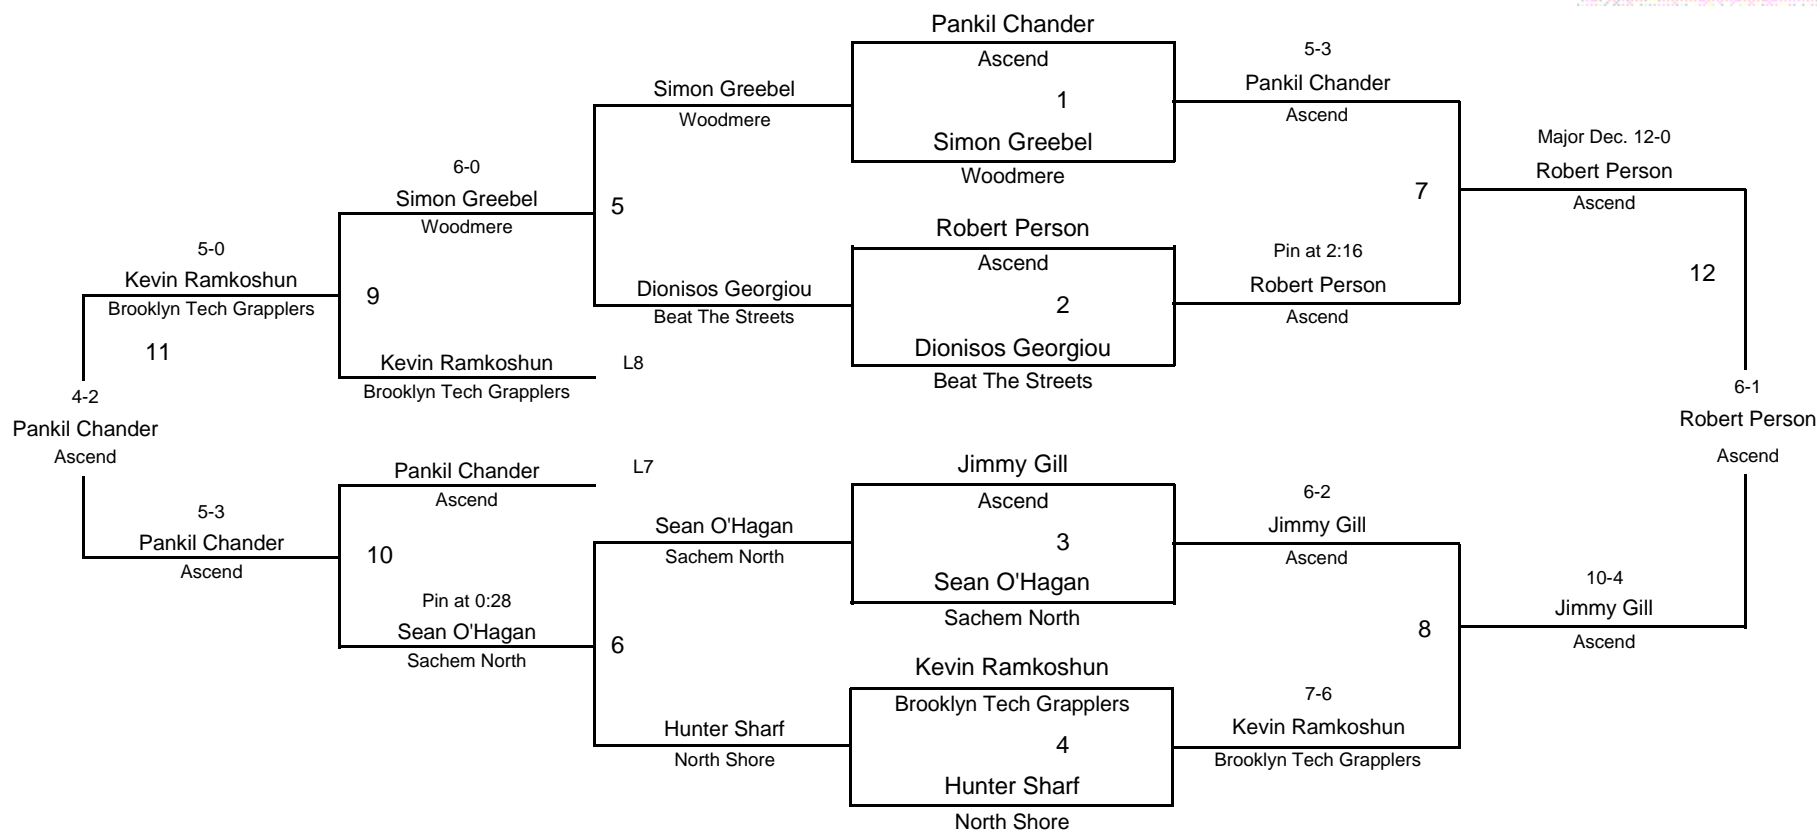 Pankil Chander
Ascend
1
Simon Greebel
Woodmere
Robert Person
Ascend
2
Dionisos Georgiou
Beat The Streets
Jimmy Gill
Ascend
3
Sean O'Hagan
Sachem North
Kevin Ramkoshun
Brooklyn Tech Grapplers
4
Hunter Sharf
North Shore
5-3
Pankil Chander
Ascend
7
Pin at 2:16
Robert Person
Ascend
6-2
Jimmy Gill
Ascend
8
7-6
Kevin Ramkoshun
Brooklyn Tech Grapplers
Major Dec. 12-0
Robert Person
Ascend
12
10-4
Jimmy Gill
Ascend
6-1
Robert Person
Ascend
Simon Greebel
Woodmere
5
Dionisos Georgiou
Beat The Streets
Sean O'Hagan
Sachem North
6
Hunter Sharf
North Shore
6-0
Simon Greebel
Woodmere
9
Kevin Ramkoshun
L8
Brooklyn Tech Grapplers
Pankil Chander
L7
Ascend
10
Pin at 0:28
Sean O'Hagan
Sachem North
5-0
Kevin Ramkoshun
Brooklyn Tech Grapplers
11
5-3
Pankil Chander
Ascend
4-2
Pankil Chander
Ascend